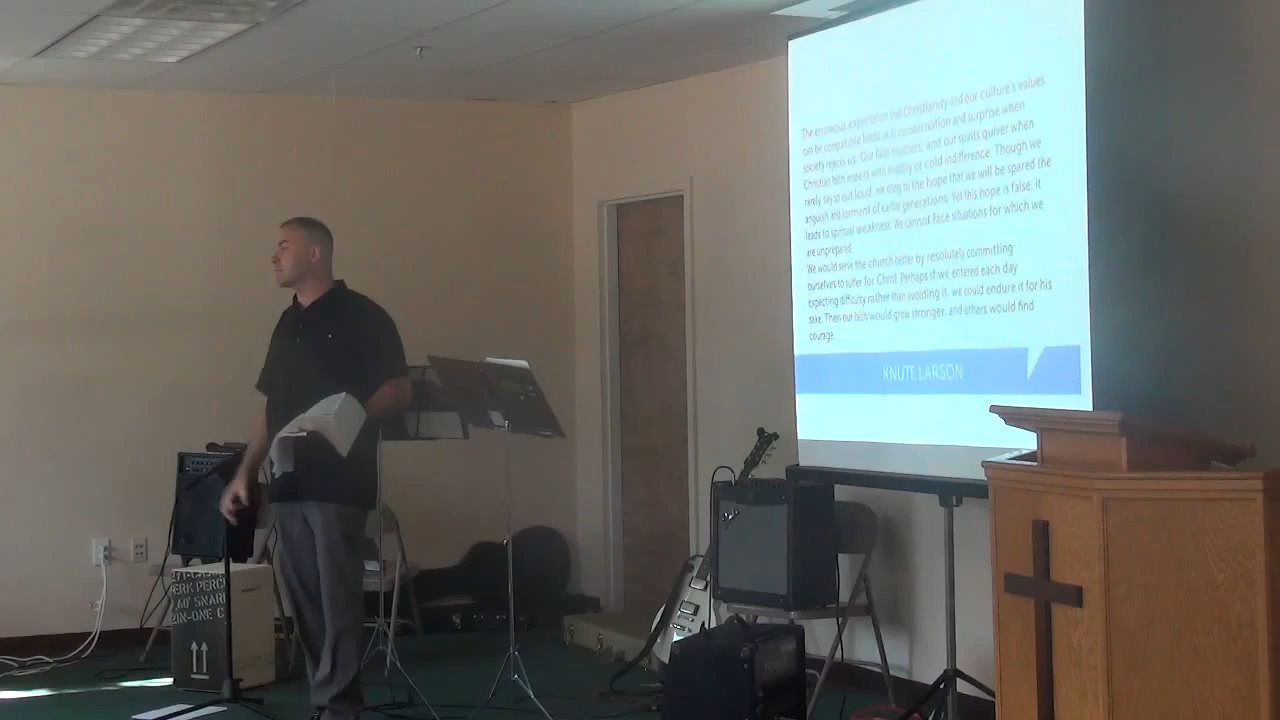 The erroneous expectation that Christianity and our culture's values
can be compatible leads us to consternation and surprise when
society rejects us. Our faith and our spirits quiver when
Christian faith meets with hostility or cold indifference. Though we
rarely say so out loud, we cling to the hope that we will be spared the
anguish and torment of earlier generations. Yet this hope is false. It
leads to spiritual weakness. We cannot face situations for which we
are unprepared.
We would serve the church better by resolutely committing
ourselves to suffer for Christ. Perhaps if we entered each day
expecting difficulty rather than avoiding it, we could endure it for his
sake. Then our faith would grow stronger, and others would find
courage.
KNUTE LARSON
ERK PERC
MY SNAR